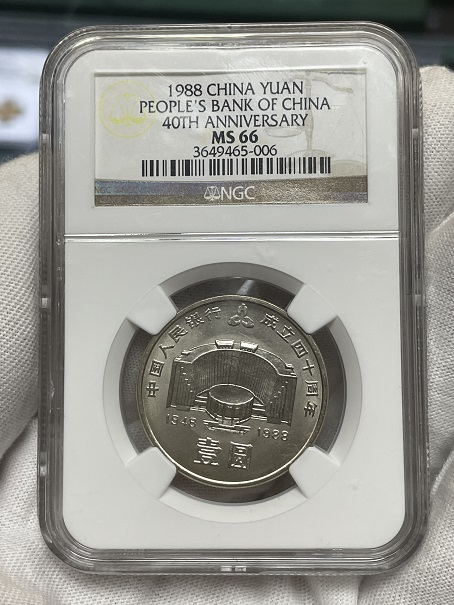 1988 CHINA YUAN
PEOPLE'S BANK OF CHINA
40TH ANNIVERSARY
MS 66
3649465-006
NGC
中国人民银行 成立四十周年
1948 1988
壹圆